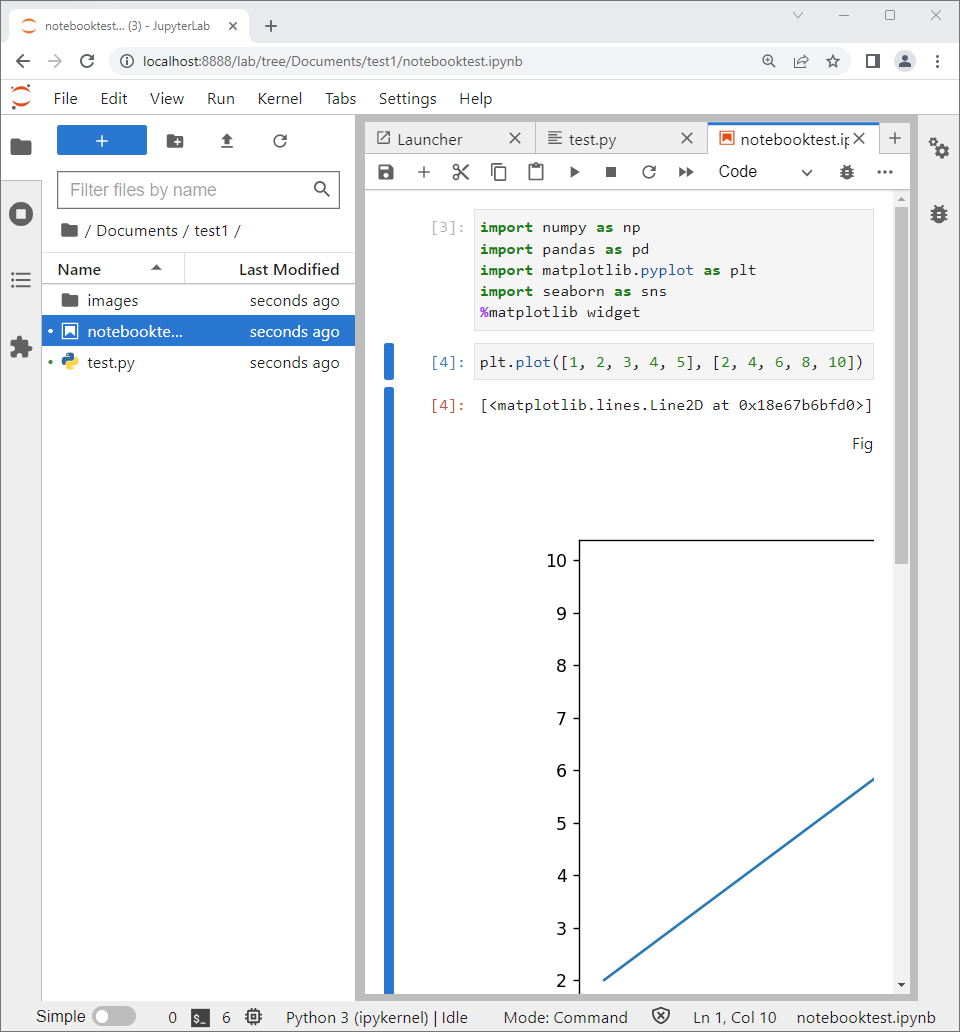 notebooktest... (3) - JupyterLab
localhost:8888/lab/tree/Documents/test1/notebooktest.ipynb
File Edit View Run Kernel Tabs Settings Help
Launcher test.py notebooktest.ip
Code
Filter files by name
/ Documents / test1 /
Name Last Modified
images seconds ago
notebookte... seconds ago
test.py seconds ago
[3]: import numpy as np
import pandas as pd
import matplotlib.pyplot as plt
import seaborn as sns
%matplotlib widget
[4]: plt.plot([1, 2, 3, 4, 5], [2, 4, 6, 8, 10])
[4]: [<matplotlib.lines.Line2D at 0x18e67b6bfd0>]
Fig
10
9
8
7
6
5
4
3
2
Simple 0 $_ 6 Python 3 (ipykernel) | Idle Mode: Command Ln 1, Col 10 notebooktest.ipynb